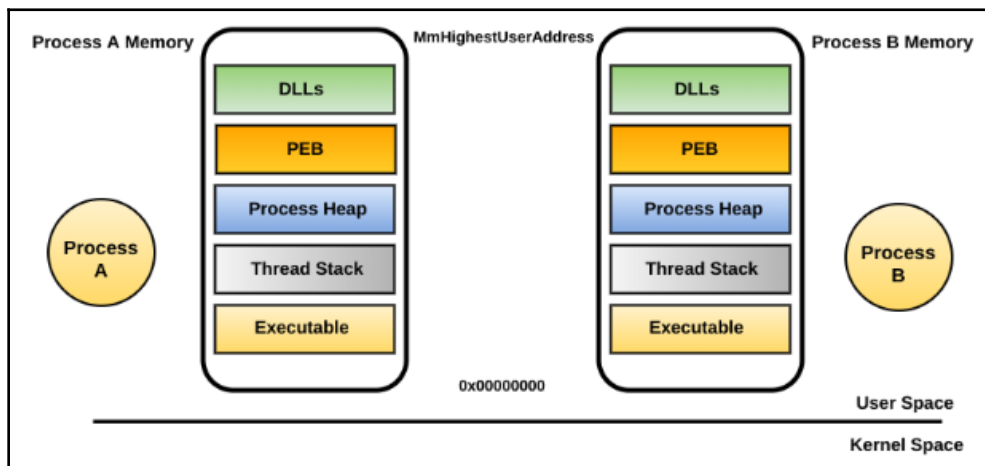 Process A Memory
MmHighestUserAddress
Process B Memory
DLLs
DLLs
PEB
PEB
Process Heap
Process Heap
Process
A
Process
B
Thread Stack
Thread Stack
Executable
Executable
0x00000000
User Space
Kernel Space